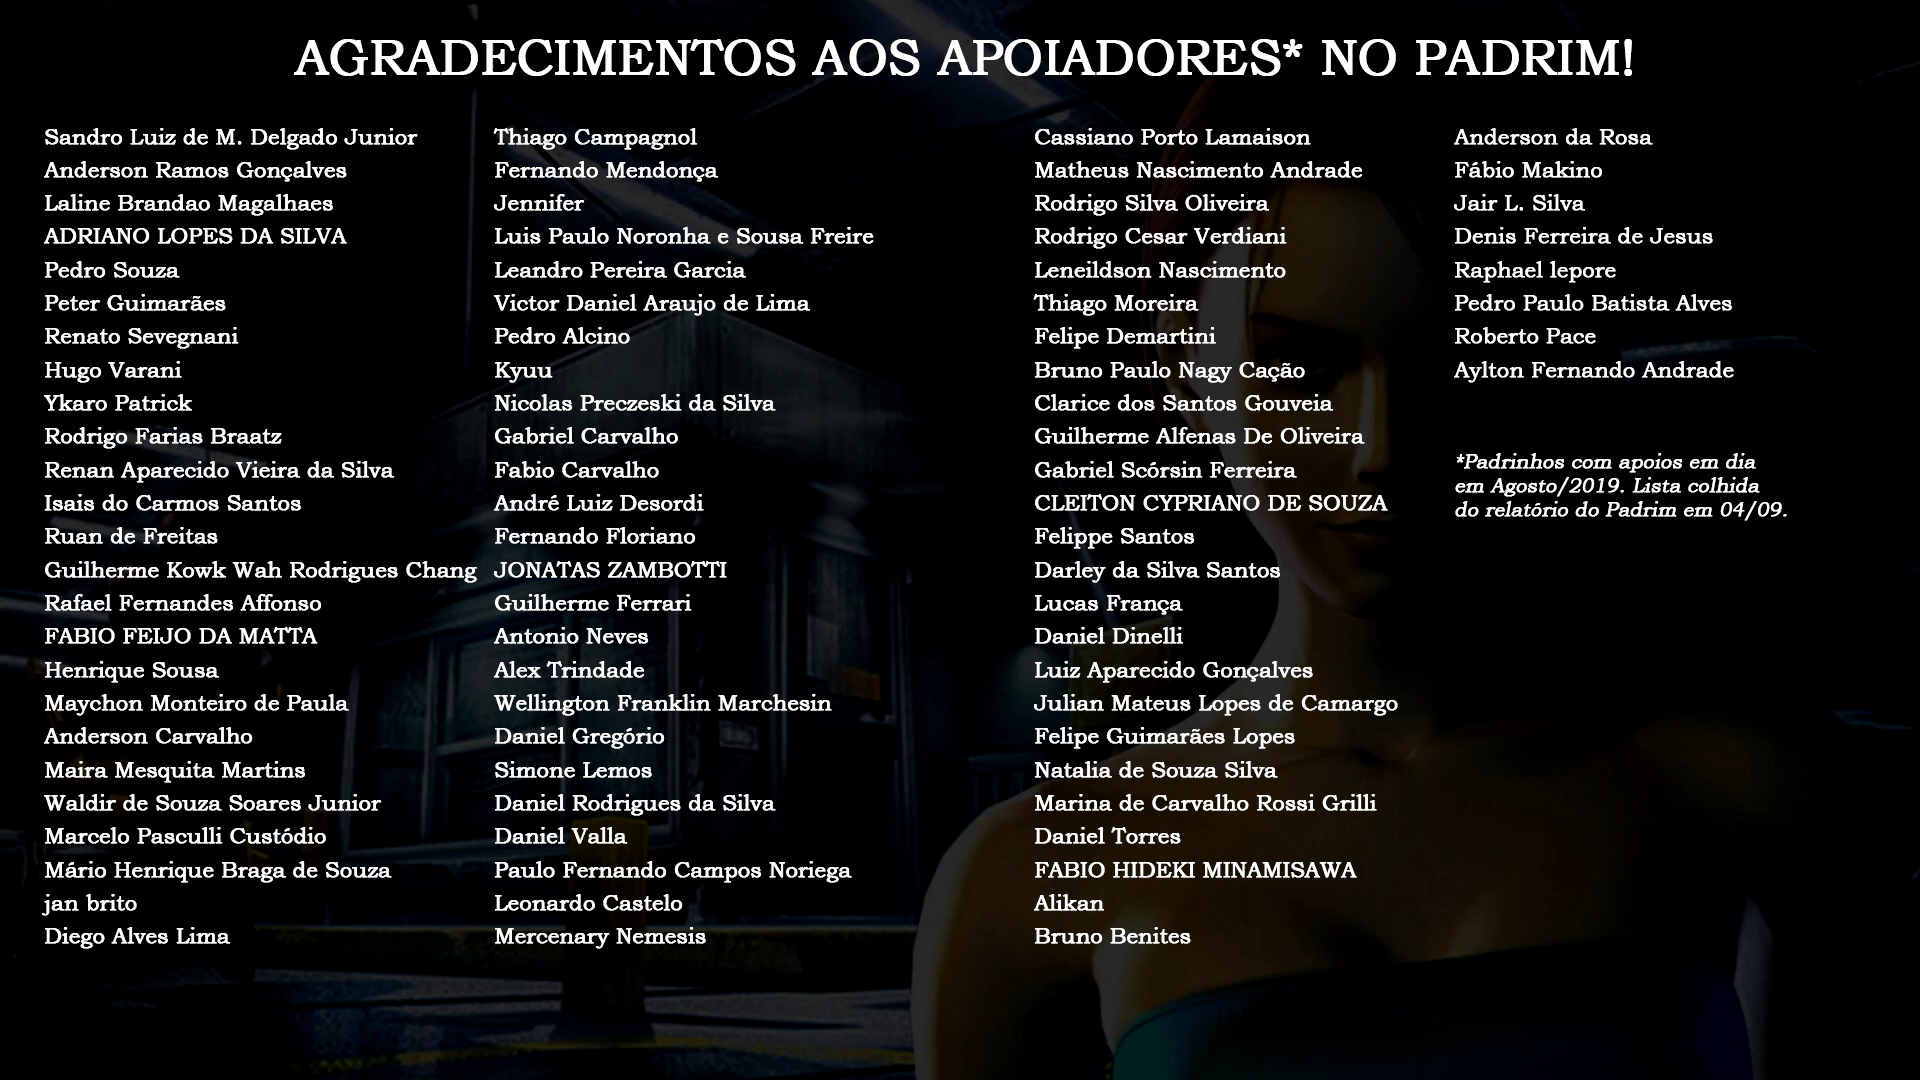 AGRADECIMENTOS AOS APOIADORES* NO PADRIM!
Sandro Luiz de M. Delgado Junior
Anderson Ramos Gonçalves
Laline Brandao Magalhaes
ADRIANO LOPES DA SILVA
Pedro Souza
Peter Guimarães
Renato Sevegnani
Hugo Varani
Ykaro Patrick
Rodrigo Farias Braatz
Renan Aparecido Vieira da Silva
Isais do Carmos Santos
Ruan de Freitas
Guilherme Kowk Wah Rodrigues Chang
Rafael Fernandes Affonso
FABIO FEIJO DA MATTA
Henrique Sousa
Maychon Monteiro de Paula
Anderson Carvalho
Maira Mesquita Martins
Waldir de Souza Soares Junior
Marcelo Pasculli Custódio
Mário Henrique Braga de Souza
jan brito
Diego Alves Lima
Thiago Campagnol
Fernando Mendonça
Jennifer
Luis Paulo Noronha e Sousa Freire
Leandro Pereira Garcia
Victor Daniel Araujo de Lima
Pedro Alcino
Kyuu
Nicolas Preczeski da Silva
Gabriel Carvalho
Fabio Carvalho
André Luiz Desordi
Fernando Floriano
JONATAS ZAMBOTTI
Guilherme Ferrari
Antonio Neves
Alex Trindade
Wellington Franklin Marchesin
Daniel Gregório
Simone Lemos
Daniel Rodrigues da Silva
Daniel Valla
Paulo Fernando Campos Noriega
Leonardo Castelo
Mercenary Nemesis
Cassiano Porto Lamaison
Matheus Nascimento Andrade
Rodrigo Silva Oliveira
Rodrigo Cesar Verdiani
Leneildson Nascimento
Thiago Moreira
Felipe Demartini
Bruno Paulo Nagy Cação
Clarice dos Santos Gouveia
Guilherme Alfenas De Oliveira
Gabriel Scórsin Ferreira
CLEITON CYPRIANO DE SOUZA
Felippe Santos
Darley da Silva Santos
Lucas França
Daniel Dinelli
Luiz Aparecido Gonçalves
Julian Mateus Lopes de Camargo
Felipe Guimarães Lopes
Natalia de Souza Silva
Marina de Carvalho Rossi Grilli
Daniel Torres
FABIO HIDEKI MINAMISAWA
Alikan
Bruno Benites
Anderson da Rosa
Fábio Makino
Jair L. Silva
Denis Ferreira de Jesus
Raphael lepore
Pedro Paulo Batista Alves
Roberto Pace
Aylton Fernando Andrade
*Padrinhos com apoios em dia
em Agosto/2019. Lista colhida
do relatório do Padrim em 04/09.